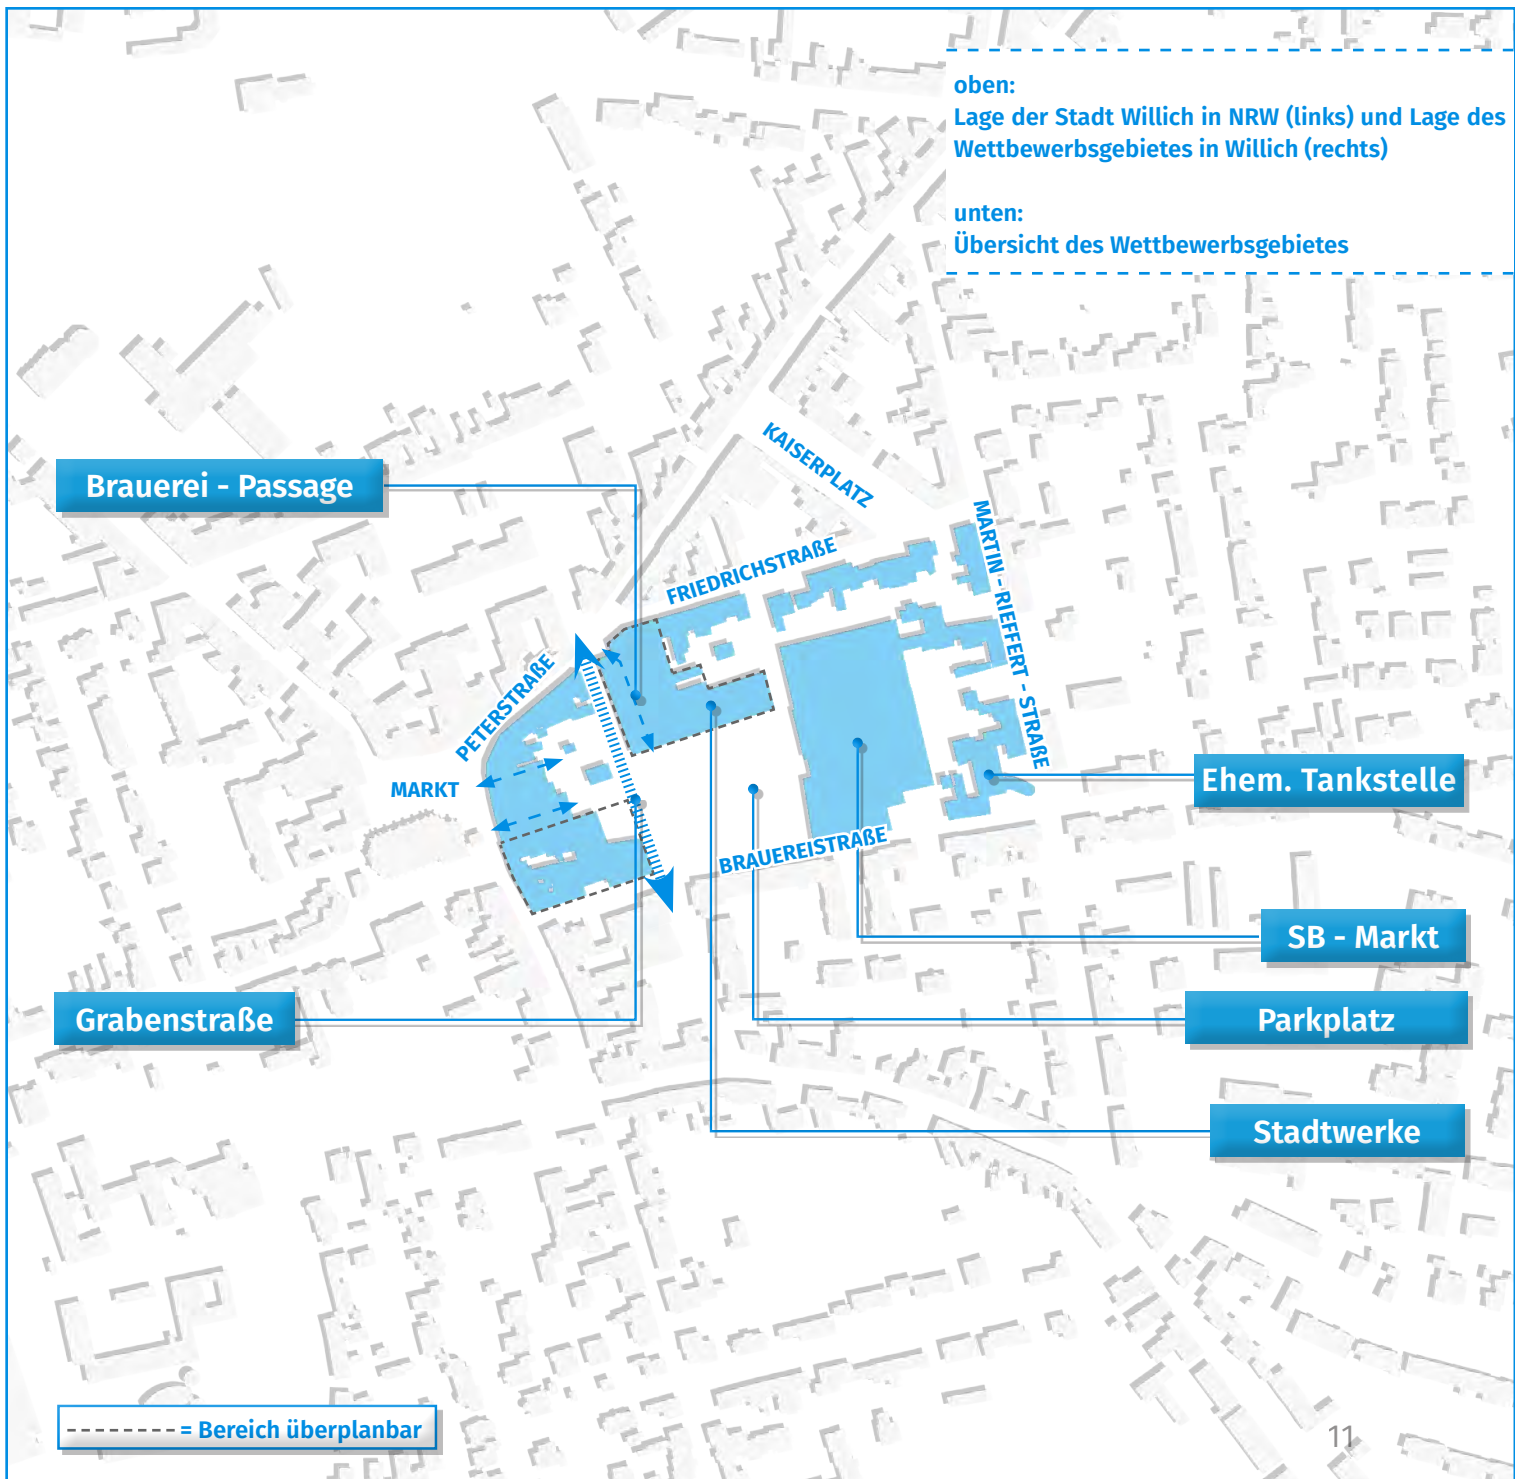 oben:
Lage der Stadt Willich in NRW (links) und Lage des
Wettbewerbsgebietes in Willich (rechts)
unten:
Übersicht des Wettbewerbsgebietes
KAISERPLATZ
Brauerei - Passage
MARTIN - RIEFFERT - STRAßE
FRIEDRICHSTRAßE
PETERSTRAßE
MARKT
Ehem. Tankstelle
BRAUEREISTRAßE
SB - Markt
Grabenstraße
Parkplatz
Stadtwerke
= Bereich überplanbar
11